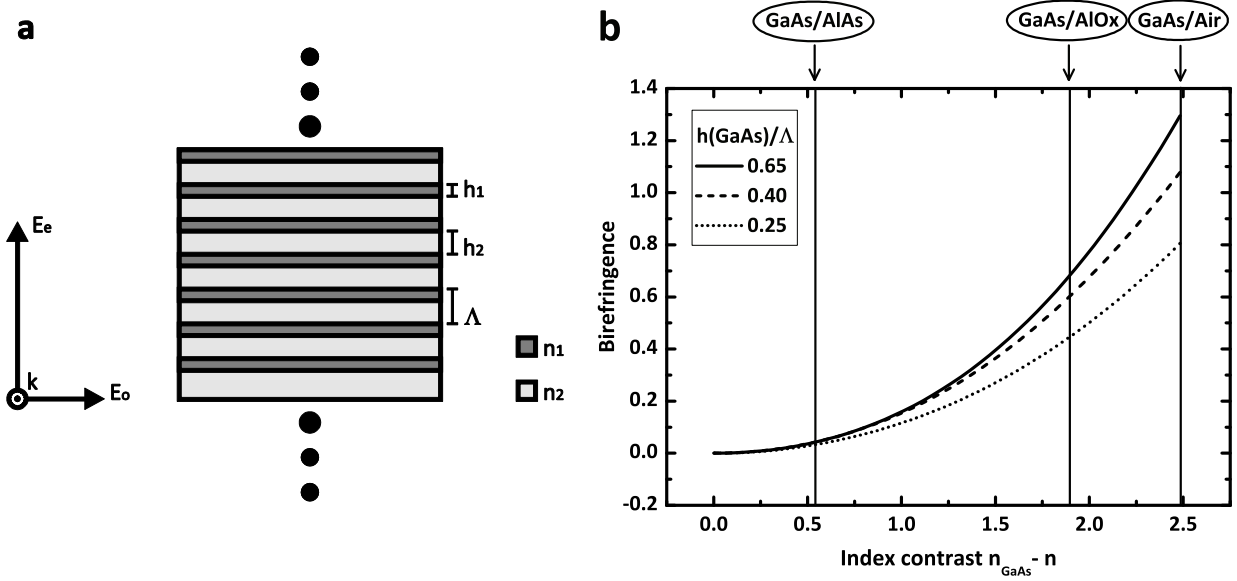 a
h₁
h₂
Λ
Eₑ
k
Eₒ
n₁
n₂
b
GaAs/AlAs
GaAs/AlOx
GaAs/Air
1.4
1.2
1.0
0.8
0.6
0.4
0.2
0.0
-0.2
Birefringence
h(GaAs)/Λ
0.65
0.40
0.25
0.0 0.5 1.0 1.5 2.0 2.5
Index contrast n_GaAs - n